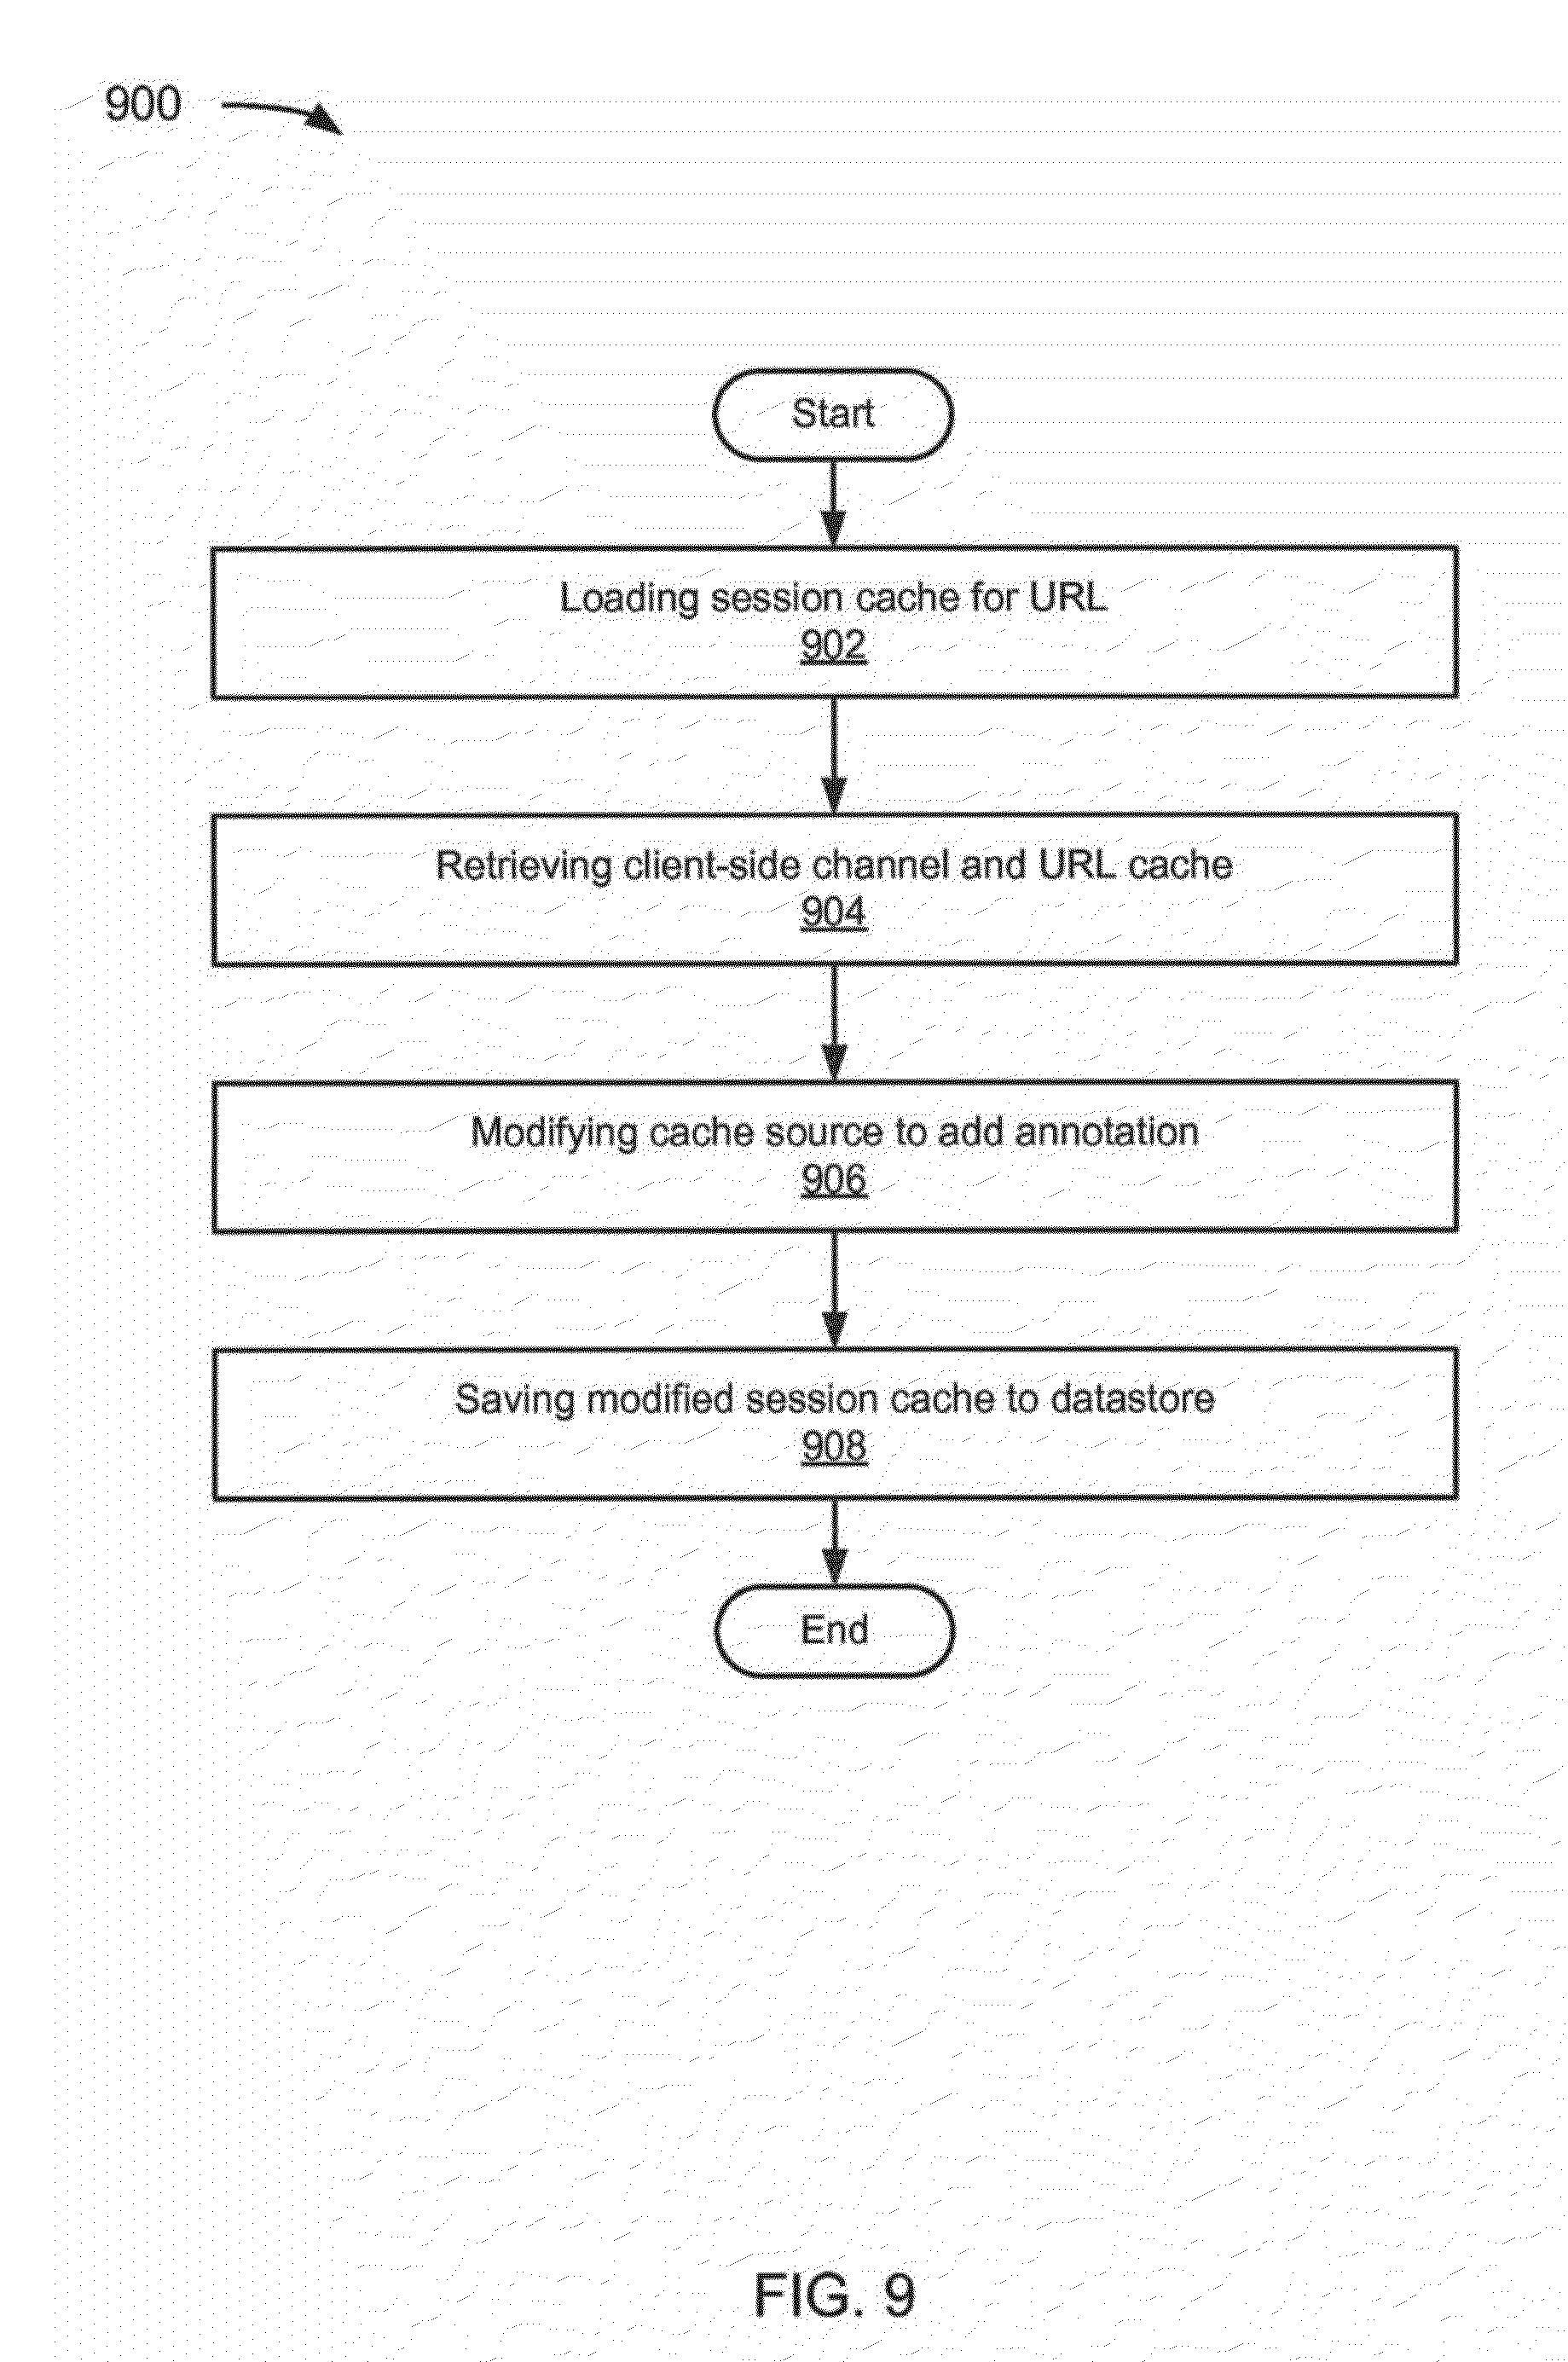 900
Start
Loading session cache for URL
902
Retrieving client-side channel and URL cache
904
Modifying cache source to add annotation
906
Saving modified session cache to datastore
908
End
FIG. 9